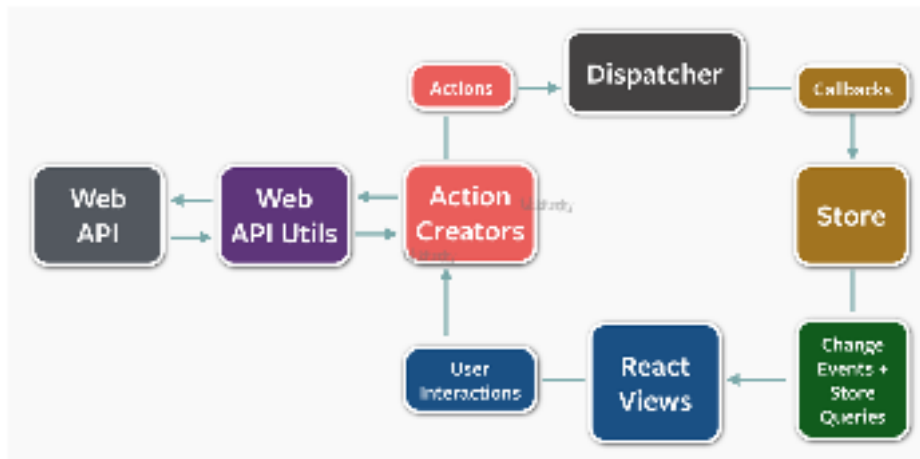 Actions
Dispatcher
Callbacks
Web
API
Web
API Utils
Action
Creators
Store
User
Interactions
React
Views
Change
Events +
Store
Queries